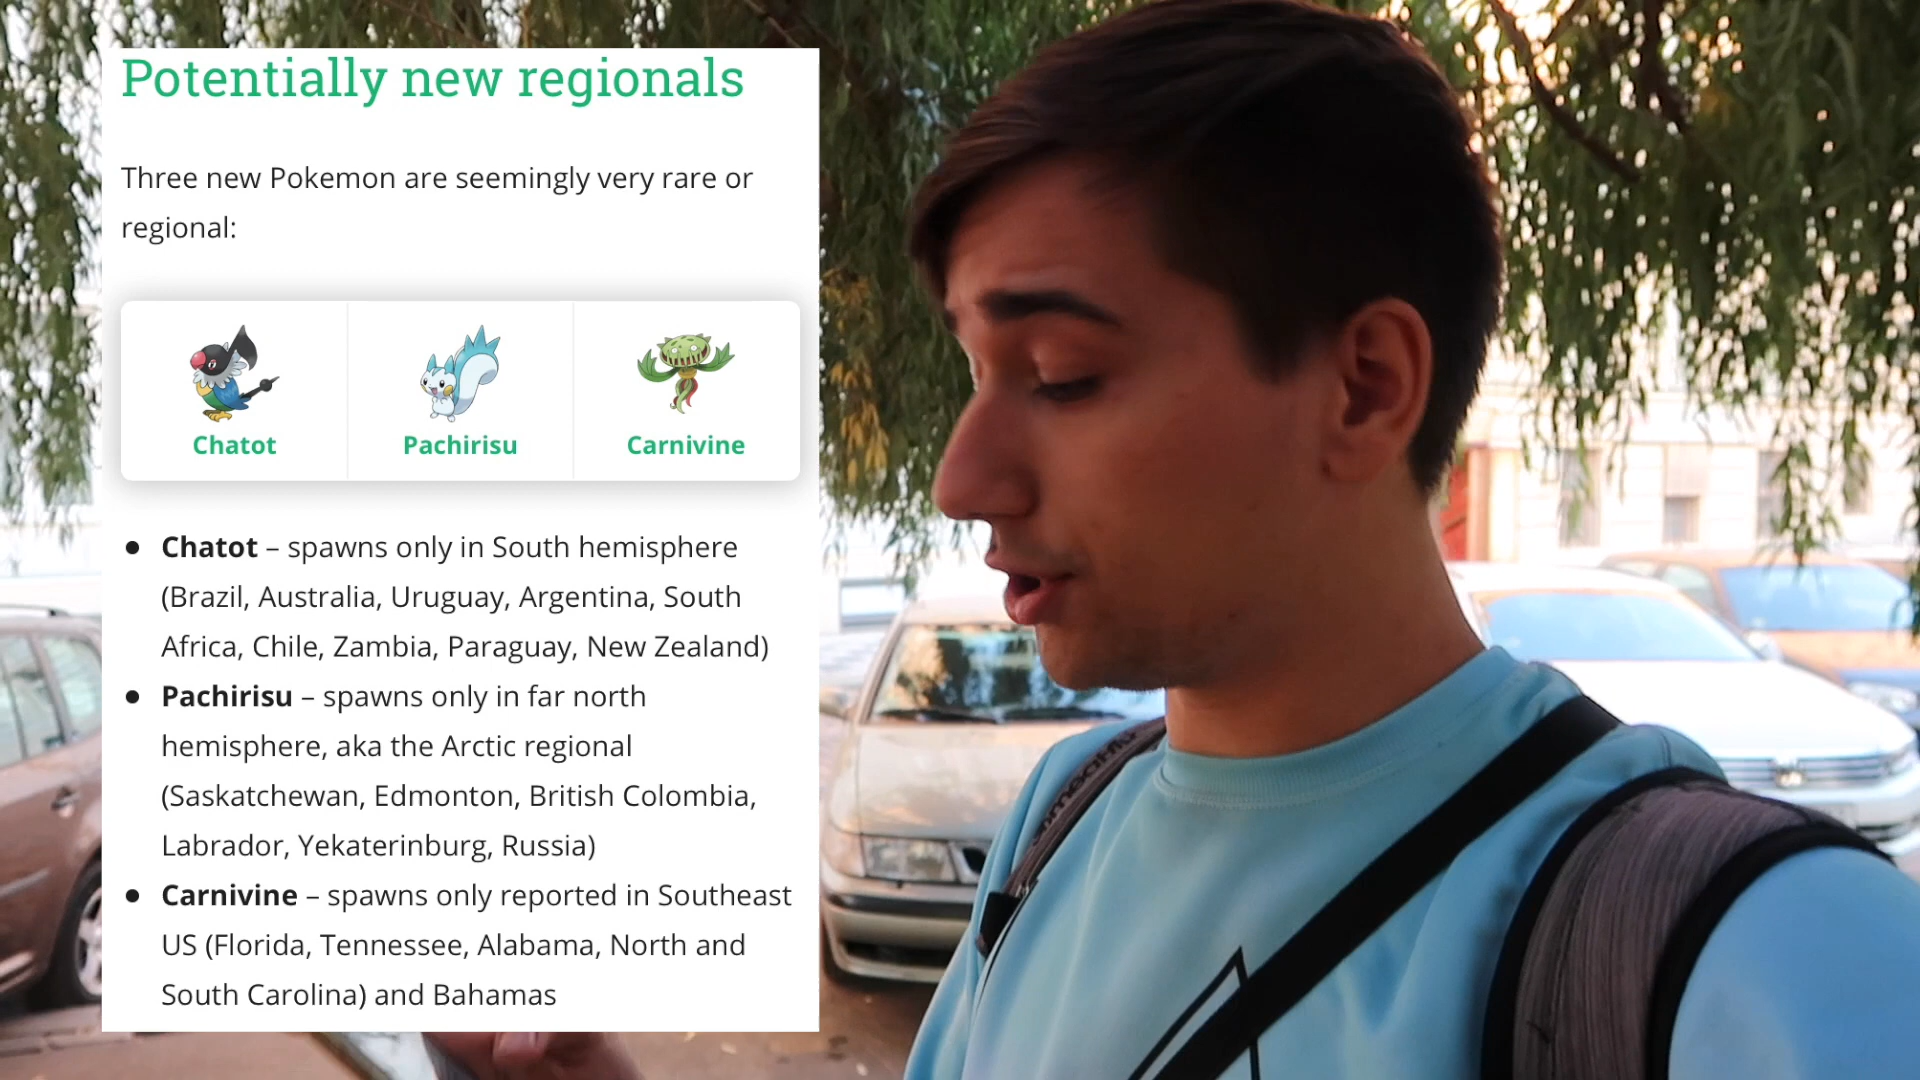 Potentially new regionals
Three new Pokemon are seemingly very rare or
regional:
Chatot
Pachirisu
Carnivine
● Chatot – spawns only in South hemisphere
(Brazil, Australia, Uruguay, Argentina, South
Africa, Chile, Zambia, Paraguay, New Zealand)
● Pachirisu – spawns only in far north
hemisphere, aka the Arctic regional
(Saskatchewan, Edmonton, British Colombia,
Labrador, Yekaterinburg, Russia)
● Carnivine – spawns only reported in Southeast
US (Florida, Tennessee, Alabama, North and
South Carolina) and Bahamas